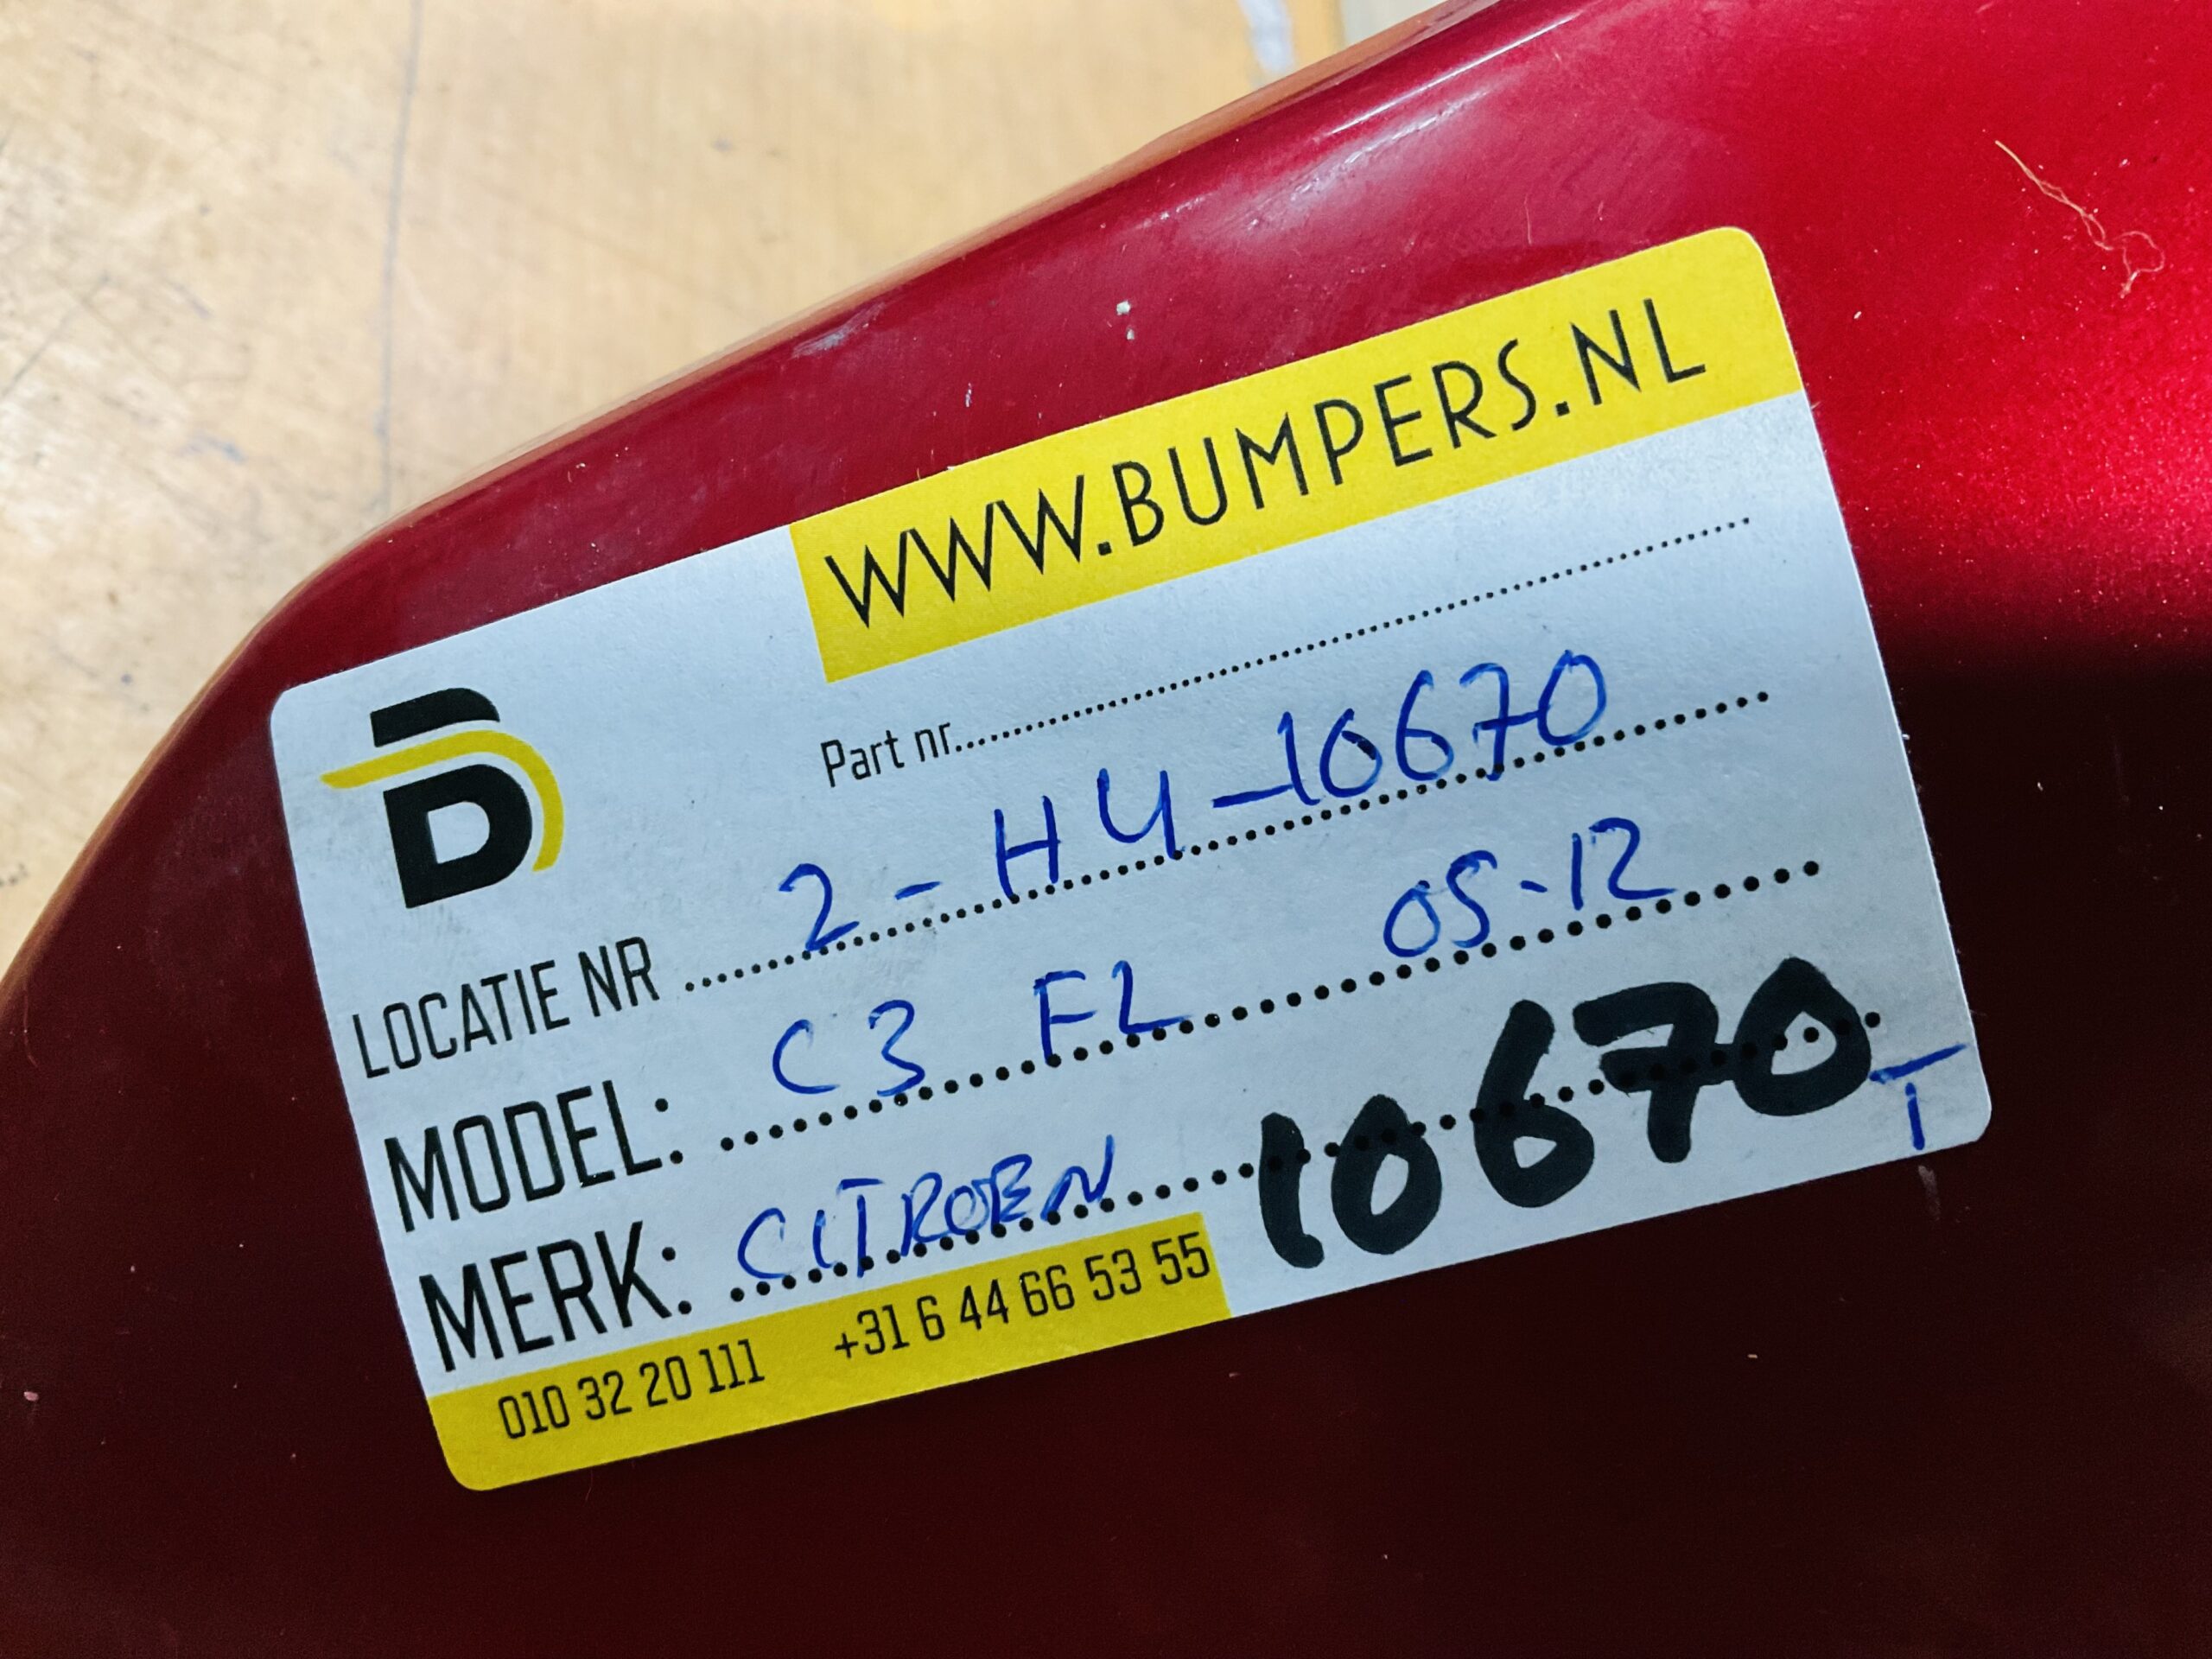 WWW.BUMPERS.NL
Part nr.
LOCATIE NR 2-H4-10670
MODEL: C3 FL 05-12
MERK: CITROEN 10670 T
010 32 20 111 +31 6 44 66 53 55